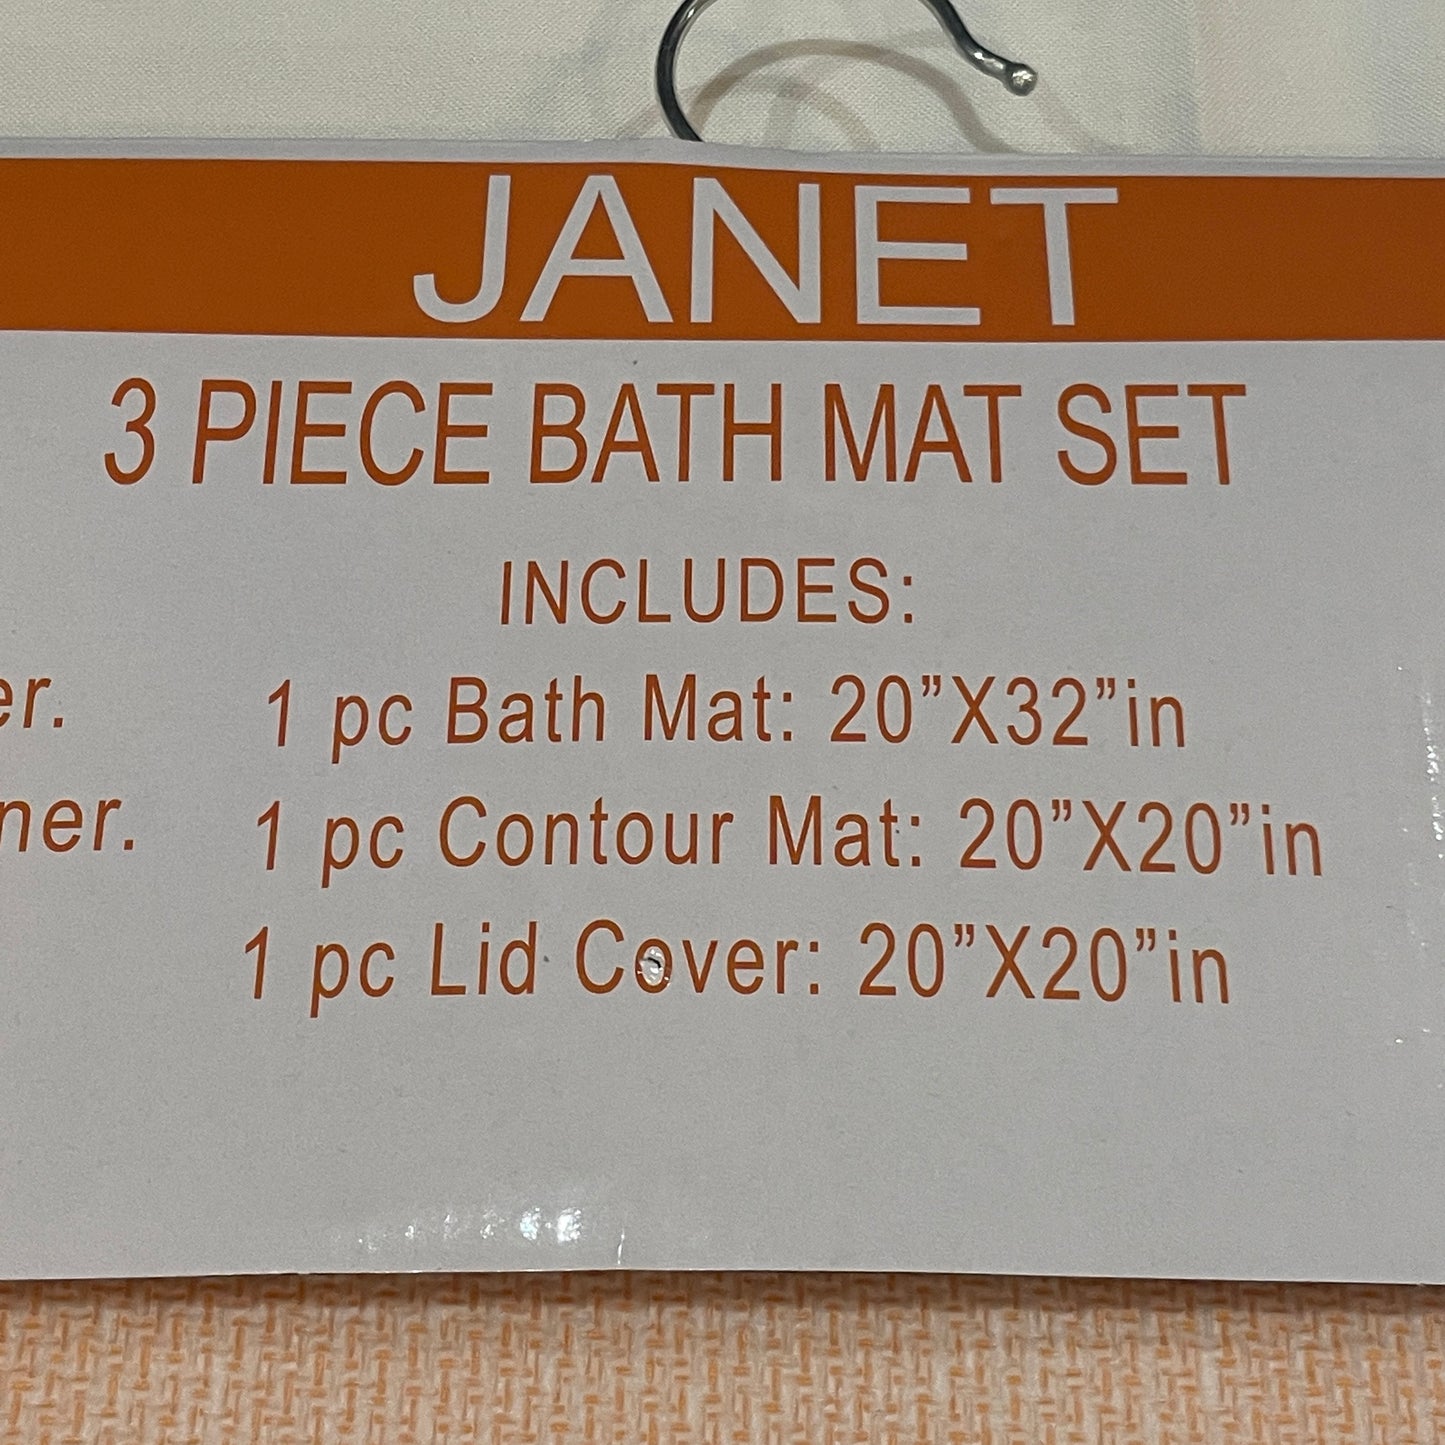 JANET
3 PIECE BATH MAT SET
INCLUDES:
1 pc Bath Mat: 20”X32”in
1 pc Contour Mat: 20”X20”in
1 pc Lid Cover: 20”X20”in
er.
ner.